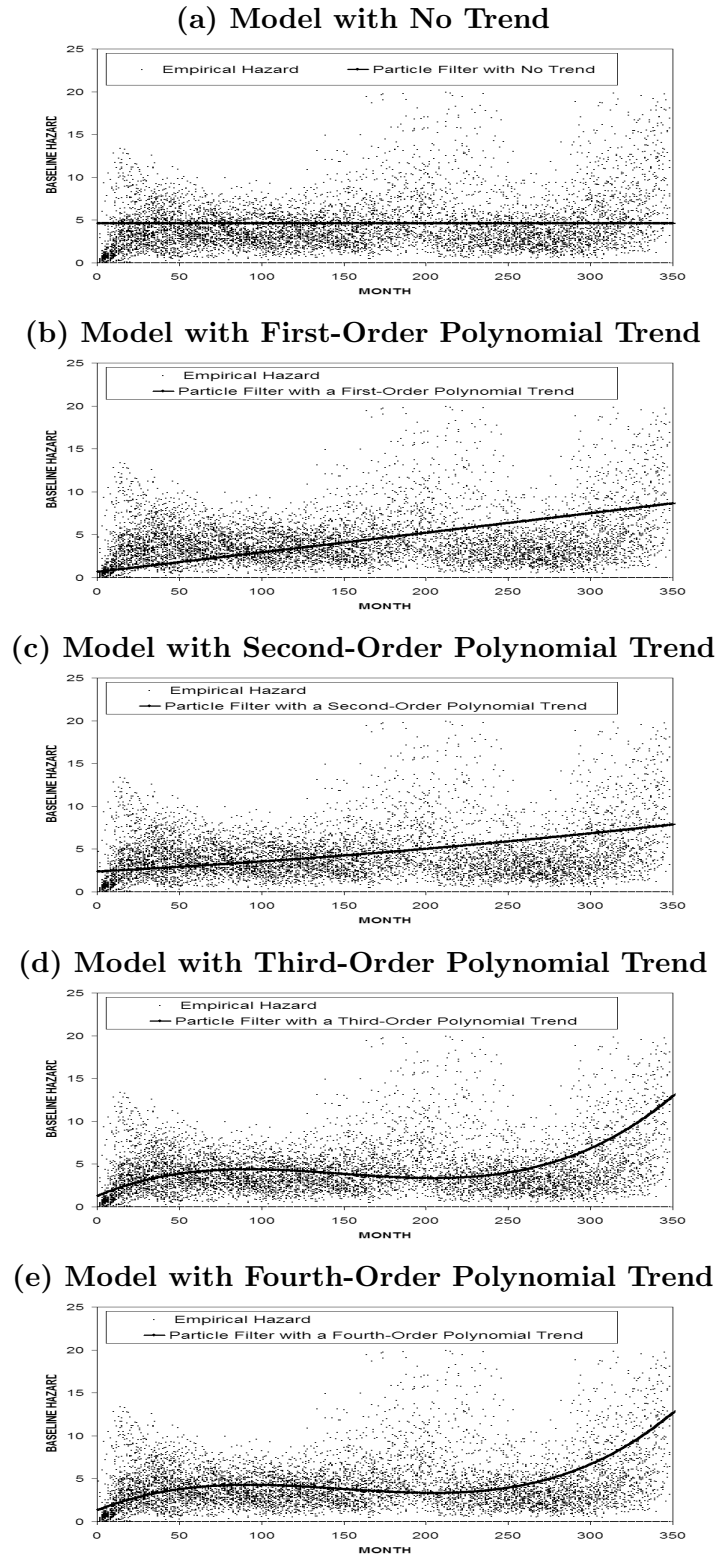 (a) Model with No Trend
Empirical Hazard Particle Filter with No Trend
25
20
15
10
5
0
BASELINE HAZARC
0 50 100 150 200 250 300 350
MONTH
(b) Model with First-Order Polynomial Trend
Empirical Hazard
Particle Filter with a First-Order Polynomial Trend
25
20
15
10
5
0
BASELINE HAZARC
0 50 100 150 200 250 300 350
MONTH
(c) Model with Second-Order Polynomial Trend
Empirical Hazard
Particle Filter with a Second-Order Polynomial Trend
25
20
15
10
5
0
BASELINE HAZARC
0 50 100 150 200 250 300 350
MONTH
(d) Model with Third-Order Polynomial Trend
Empirical Hazard
Particle Filter with a Third-Order Polynomial Trend
25
20
15
10
5
0
BASELINE HAZARC
0 50 100 150 200 250 300 350
MONTH
(e) Model with Fourth-Order Polynomial Trend
Empirical Hazard
Particle Filter with a Fourth-Order Polynomial Trend
25
20
15
10
5
0
BASELINE HAZARC
0 50 100 150 200 250 300 350
MONTH